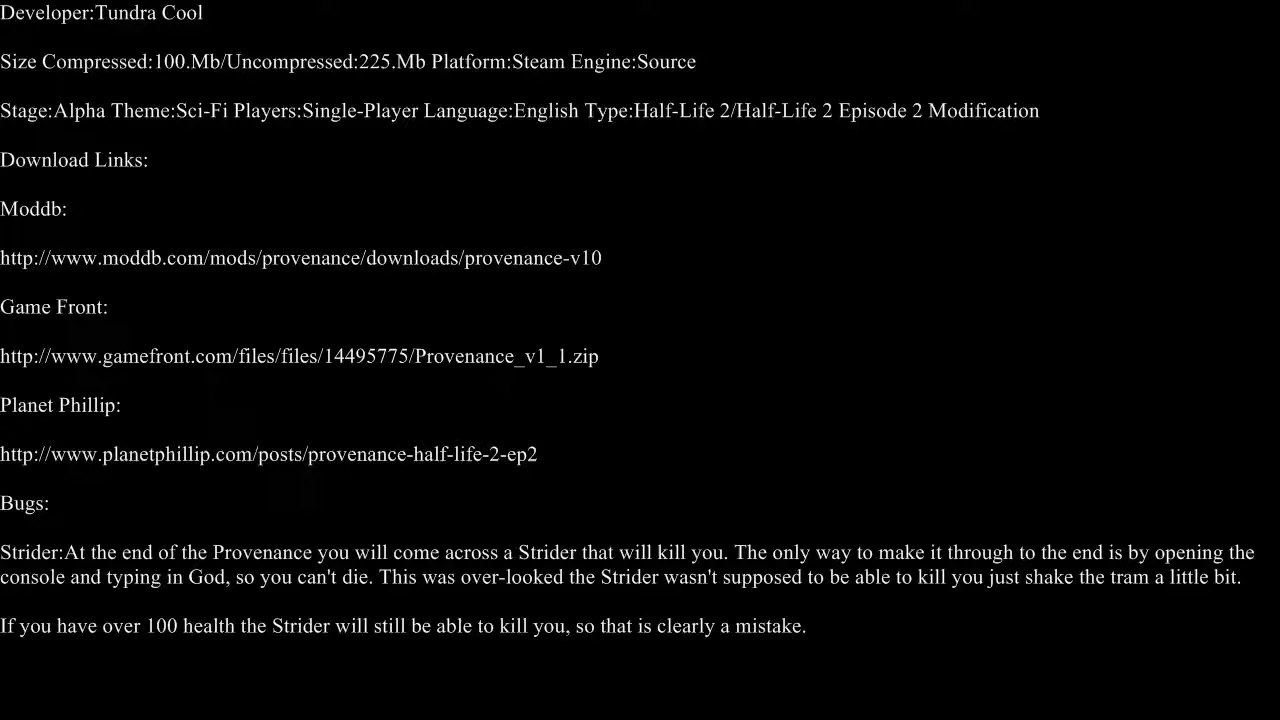 Developer:Tundra Cool
Size Compressed:100.Mb/Uncompressed:225.Mb Platform:Steam Engine:Source
Stage:Alpha Theme:Sci-Fi Players:Single-Player Language:English Type:Half-Life 2/Half-Life 2 Episode 2 Modification
Download Links:
Moddb:
http://www.moddb.com/mods/provenance/downloads/provenance-v10
Game Front:
http://www.gamefront.com/files/files/14495775/Provenance_v1_1.zip
Planet Phillip:
http://www.planetphillip.com/posts/provenance-half-life-2-ep2
Bugs:
Strider:At the end of the Provenance you will come across a Strider that will kill you. The only way to make it through to the end is by opening the
console and typing in God, so you can't die. This was over-looked the Strider wasn't supposed to be able to kill you just shake the tram a little bit.
If you have over 100 health the Strider will still be able to kill you, so that is clearly a mistake.